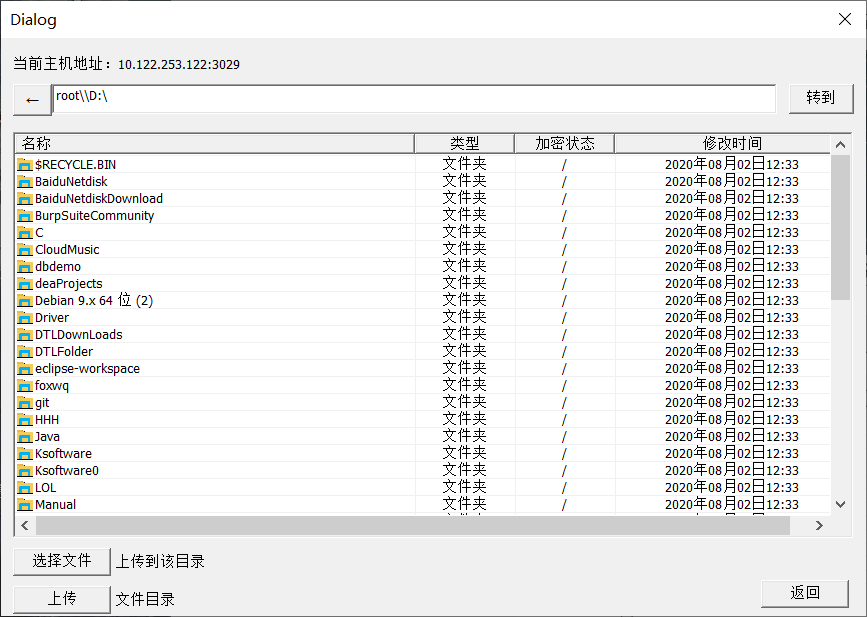 Dialog
当前主机地址：10.122.253.122:3029
← root\\D:\ 转到
名称 类型 加密状态 修改时间
$RECYCLE.BIN 文件夹 / 2020年08月02日12:33
BaiduNetdisk 文件夹 / 2020年08月02日12:33
BaiduNetdiskDownload 文件夹 / 2020年08月02日12:33
BurpSuiteCommunity 文件夹 / 2020年08月02日12:33
C 文件夹 / 2020年08月02日12:33
CloudMusic 文件夹 / 2020年08月02日12:33
dbdemo 文件夹 / 2020年08月02日12:33
deaProjects 文件夹 / 2020年08月02日12:33
Debian 9.x 64 位 (2) 文件夹 / 2020年08月02日12:33
Driver 文件夹 / 2020年08月02日12:33
DTLDownLoads 文件夹 / 2020年08月02日12:33
DTLFolder 文件夹 / 2020年08月02日12:33
eclipse-workspace 文件夹 / 2020年08月02日12:33
foxwq 文件夹 / 2020年08月02日12:33
git 文件夹 / 2020年08月02日12:33
HHH 文件夹 / 2020年08月02日12:33
Java 文件夹 / 2020年08月02日12:33
Ksoftware 文件夹 / 2020年08月02日12:33
Ksoftware0 文件夹 / 2020年08月02日12:33
LOL 文件夹 / 2020年08月02日12:33
Manual 文件夹 / 2020年08月02日12:33
选择文件 上传到该目录
上传 文件目录 返回